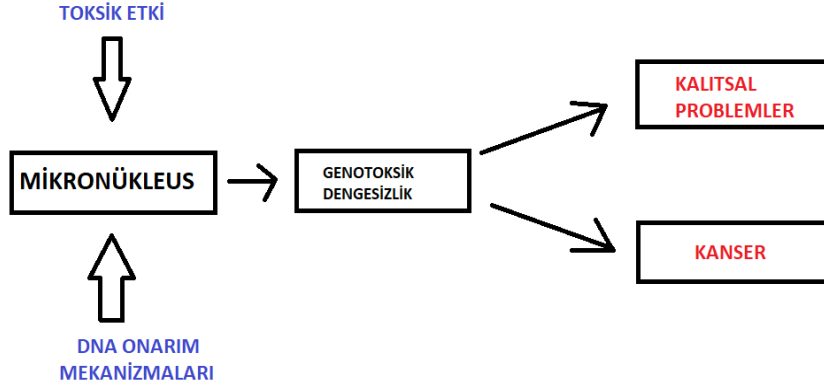 TOKSİK ETKİ
MİKRONÜKLEUS
GENOTOKSİK
DENGESİZLİK
KALITSAL
PROBLEMLER
KANSER
DNA ONARIM
MEKANİZMALARI